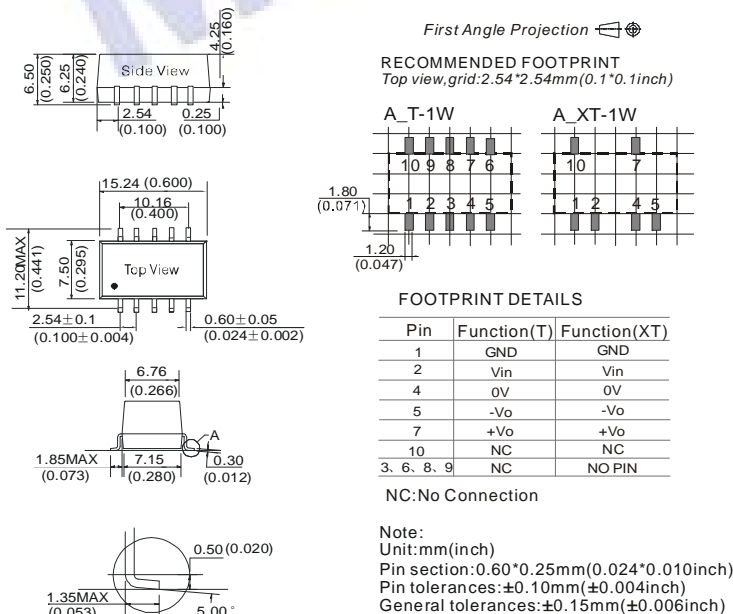 First Angle Projection
RECOMMENDED FOOTPRINT
Top view,grid:2.54*2.54mm(0.1*0.1inch)
A_T-1W
A_XT-1W
10 9 8 7 6
1 2 3 4 5
10 7
1 2 4 5
1.80
(0.071)
1.20
(0.047)
4.25
(0.160)
6.50
(0.250)
6.25
(0.240)
Side View
2.54
(0.100)
0.25
(0.100)
15.24 (0.600)
10.16
(0.400)
11.20MAX
(0.441)
7.50
(0.295)
Top View
2.54±0.1
(0.100±0.004)
0.60±0.05
(0.024±0.002)
6.76
(0.266)
A
1.85MAX
(0.073)
7.15
(0.280)
0.30
(0.012)
0.50 (0.020)
1.35MAX
(0.053)
5.00°
FOOTPRINT DETAILS
Pin Function(T) Function(XT)
1 GND GND
2 Vin Vin
4 0V 0V
5 -Vo -Vo
7 +Vo +Vo
10 NC NC
3、6、8、9 NC NO PIN
NC:No Connection
Note:
Unit:mm(inch)
Pin section:0.60*0.25mm(0.024*0.010inch)
Pin tolerances:±0.10mm(±0.004inch)
General tolerances:±0.15mm(±0.006inch)